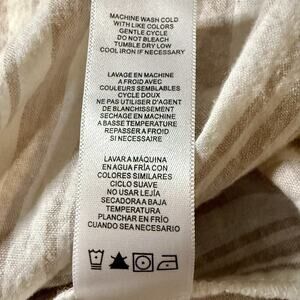 MACHINE WASH COLD
WITH LIKE COLORS
GENTLE CYCLE
DO NOT BLEACH
TUMBLE DRY LOW
COOL IRON IF NECESSARY
LAVAGE EN MACHINE
A FROID AVEC
COULEURS SEMBLABLES
CYCLE DOUX
NE PAS UTILISER D'AGENT
DE BLANCHISSEMENT
SECHAGE EN MACHINE
A BASSE TEMPERATURE
REPASSER A FROID
SI NECESSAIRE
LAVAR A MÁQUINA
EN AGUA FRÍA CON
COLORES SIMILARES
CICLO SUAVE
NO USAR LEJÍA
SECADORA A BAJA
TEMPERATURA
PLANCHAR EN FRÍO
CUANDO SEA NECESARIO